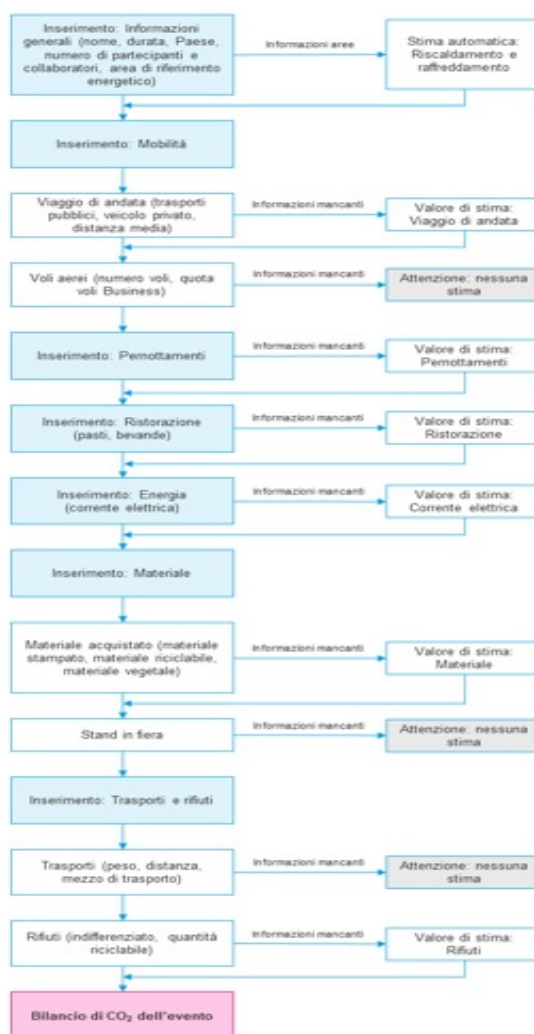 Inserimento: Informazioni
generali (nome, durata, Paese,
numero di partecipanti e
collaboratori, area di riferimento
energetico)
Informazioni aree
Stima automatica:
Riscaldamento e
raffreddamento
Inserimento: Mobilità
Viaggio di andata (trasporti
pubblici, veicolo privato,
distanza media)
Informazioni mancanti
Valore di stima:
Viaggio di andata
Voli aerei (numero voli, quota
voli Business)
Informazioni mancanti
Attenzione: nessuna
stima
Inserimento: Pernottamenti
Informazioni mancanti
Valore di stima:
Pernottamenti
Inserimento: Ristorazione
(pasti, bevande)
Informazioni mancanti
Valore di stima:
Ristorazione
Inserimento: Energia
(corrente elettrica)
Informazioni mancanti
Valore di stima:
Corrente elettrica
Inserimento: Materiale
Materiale acquistato (materiale
stampato, materiale riciclabile,
materiale vegetale)
Informazioni mancanti
Valore di stima:
Materiale
Stand in fiera
Informazioni mancanti
Attenzione: nessuna
stima
Inserimento: Trasporti e rifiuti
Trasporti (peso, distanza,
mezzo di trasporto)
Informazioni mancanti
Attenzione: nessuna
stima
Rifiuti (indifferenziato, quantità
riciclabile)
Informazioni mancanti
Valore di stima:
Rifiuti
Bilancio di CO₂ dell'evento